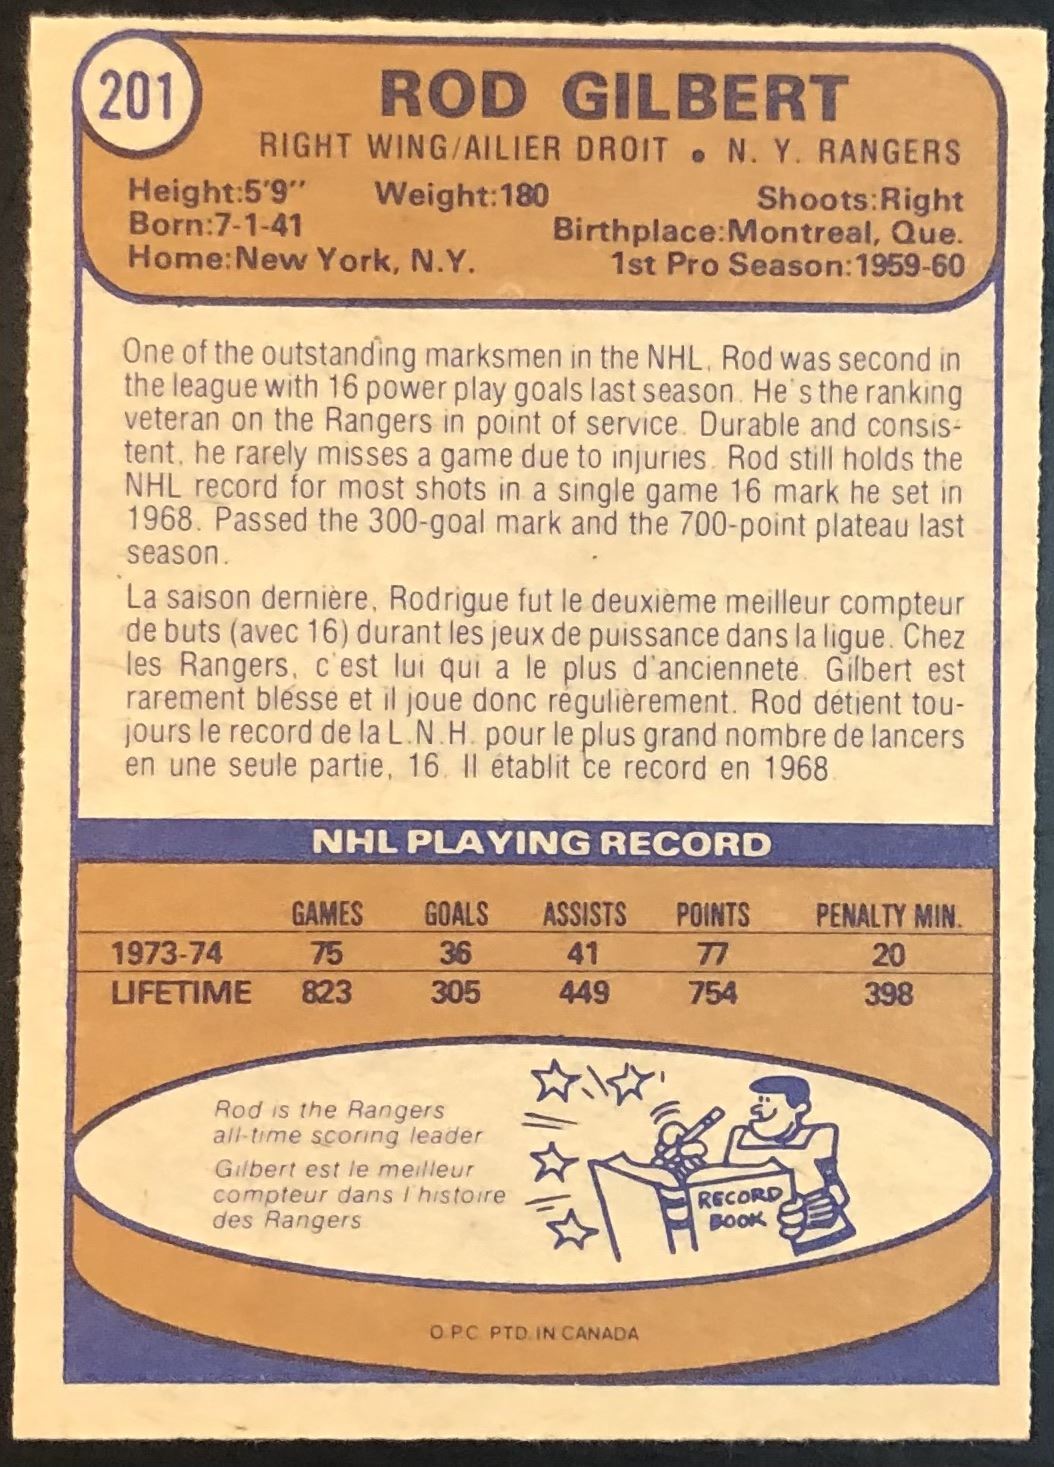 201
ROD GILBERT
RIGHT WING/AILIER DROIT • N. Y. RANGERS
Height:5'9" Weight:180 Shoots:Right
Born:7-1-41 Birthplace:Montreal, Que.
Home:New York, N.Y. 1st Pro Season:1959-60
One of the outstanding marksmen in the NHL, Rod was second in
the league with 16 power play goals last season. He's the ranking
veteran on the Rangers in point of service. Durable and consis-
tent, he rarely misses a game due to injuries. Rod still holds the
NHL record for most shots in a single game 16 mark he set in
1968. Passed the 300-goal mark and the 700-point plateau last
season.
La saison dernière, Rodrigue fut le deuxième meilleur compteur
de buts (avec 16) durant les jeux de puissance dans la ligue. Chez
les Rangers, c'est lui qui a le plus d'ancienneté. Gilbert est
rarement blessé et il joue donc régulièrement. Rod détient tou-
jours le record de la L.N.H. pour le plus grand nombre de lancers
en une seule partie, 16. Il établit ce record en 1968
NHL PLAYING RECORD
GAMES GOALS ASSISTS POINTS PENALTY MIN.
1973-74 75 36 41 77 20
LIFETIME 823 305 449 754 398
Rod is the Rangers
all-time scoring leader
Gilbert est le meilleur
compteur dans l'histoire
des Rangers
RECORD
BOOK
O.P.C. PTD. IN CANADA